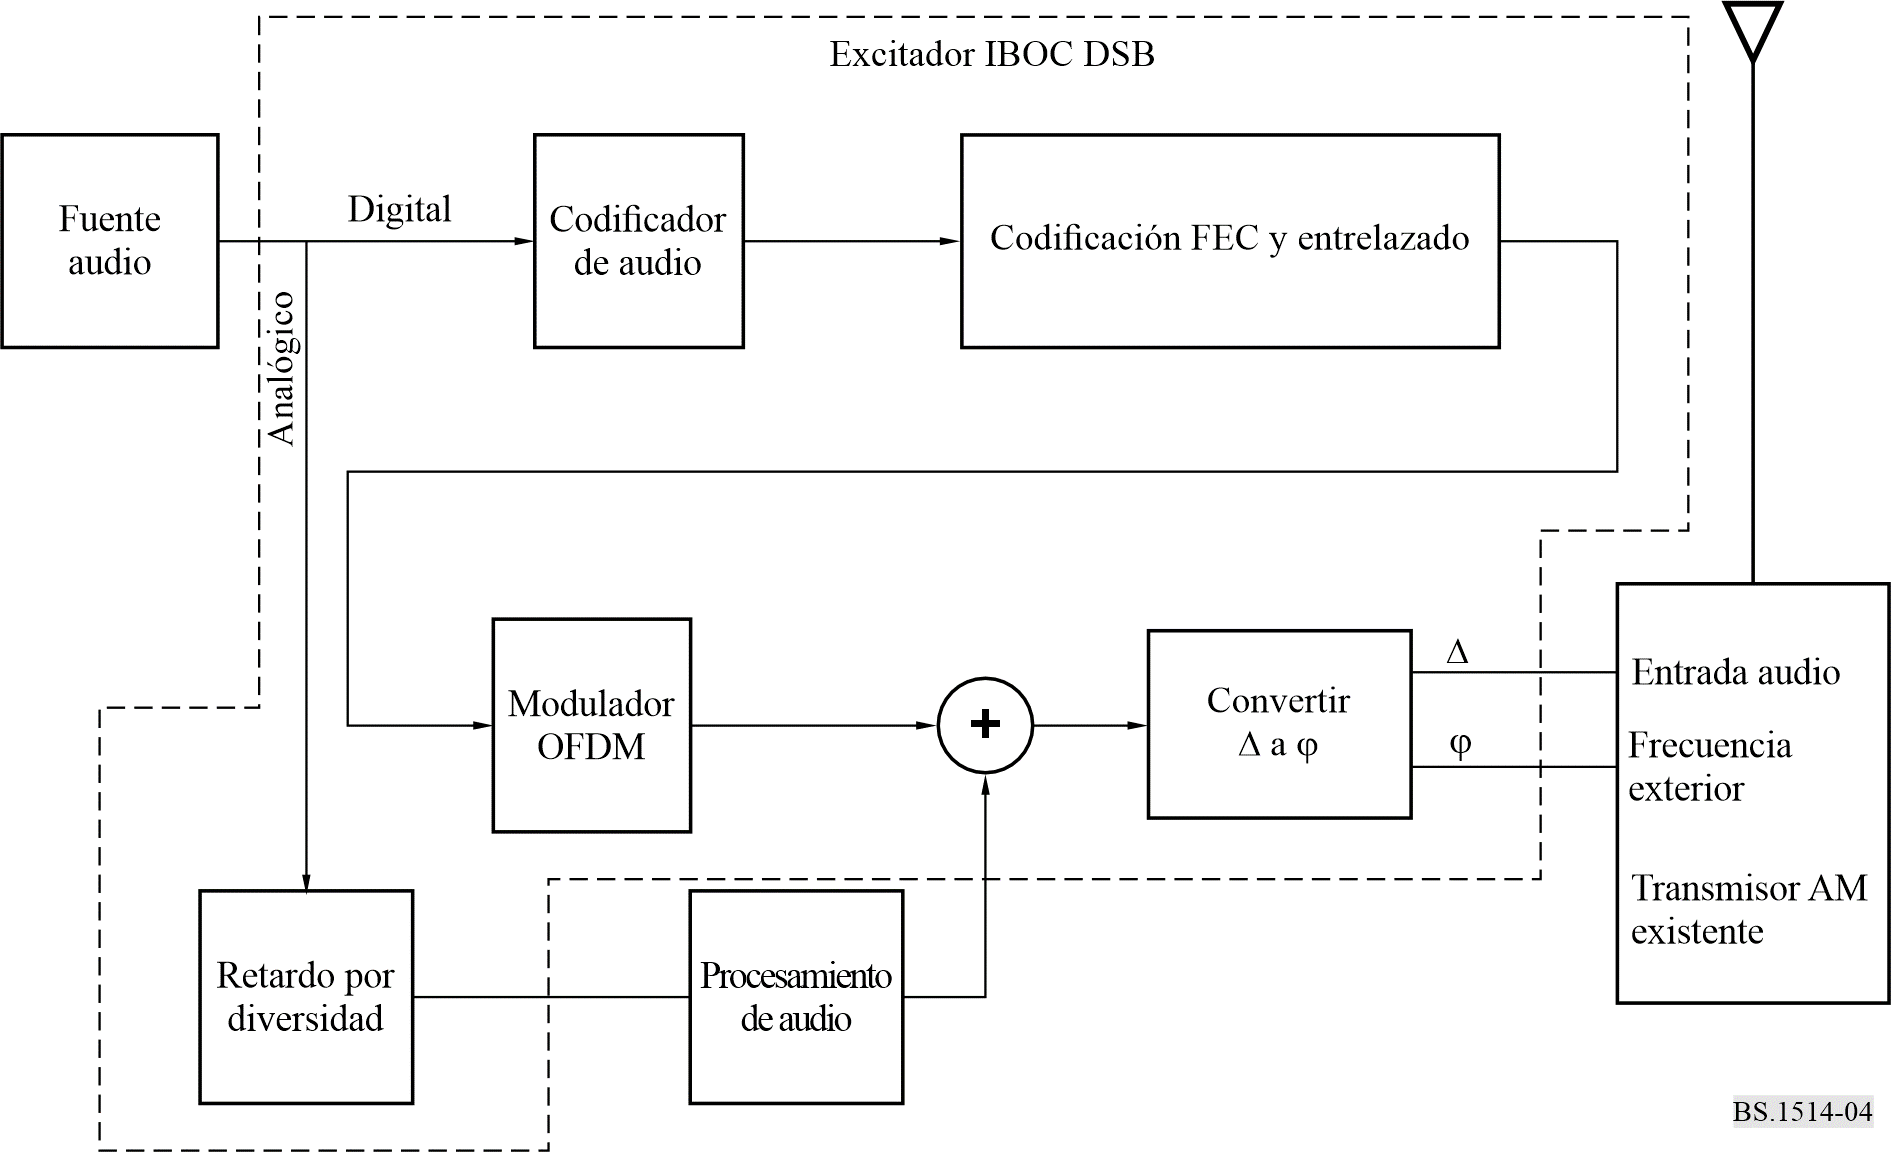 Excitador IBOC DSB
Fuente
audio
Digital
Codificador
de audio
Codificación FEC y entrelazado
Analógico
Modulador
OFDM
+
Convertir
Δ a φ
Δ
φ
Entrada audio
Frecuencia
exterior
Transmisor AM
existente
Retardo por
diversidad
Procesamiento
de audio
BS.1514-04